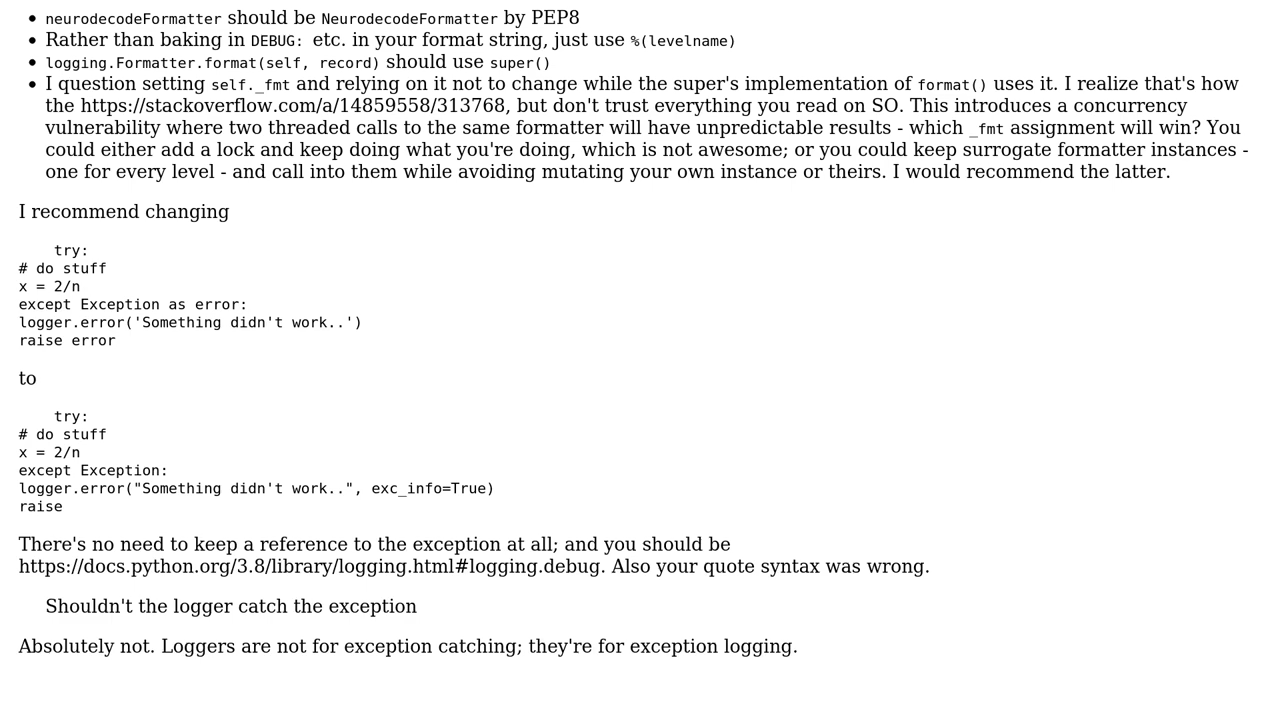 • neurodecodeFormatter should be NeurodecodeFormatter by PEP8
• Rather than baking in DEBUG: etc. in your format string, just use %(levelname)
• logging.Formatter.format(self, record) should use super()
• I question setting self._fmt and relying on it not to change while the super's implementation of format() uses it. I realize that's how
the https://stackoverflow.com/a/14859558/313768, but don't trust everything you read on SO. This introduces a concurrency
vulnerability where two threaded calls to the same formatter will have unpredictable results - which _fmt assignment will win? You
could either add a lock and keep doing what you're doing, which is not awesome; or you could keep surrogate formatter instances -
one for every level - and call into them while avoiding mutating your own instance or theirs. I would recommend the latter.
I recommend changing
    try:
# do stuff
x = 2/n
except Exception as error:
logger.error('Something didn't work..')
raise error
to
    try:
# do stuff
x = 2/n
except Exception:
logger.error("Something didn't work..", exc_info=True)
raise
There's no need to keep a reference to the exception at all; and you should be
https://docs.python.org/3.8/library/logging.html#logging.debug. Also your quote syntax was wrong.
Shouldn't the logger catch the exception
Absolutely not. Loggers are not for exception catching; they're for exception logging.